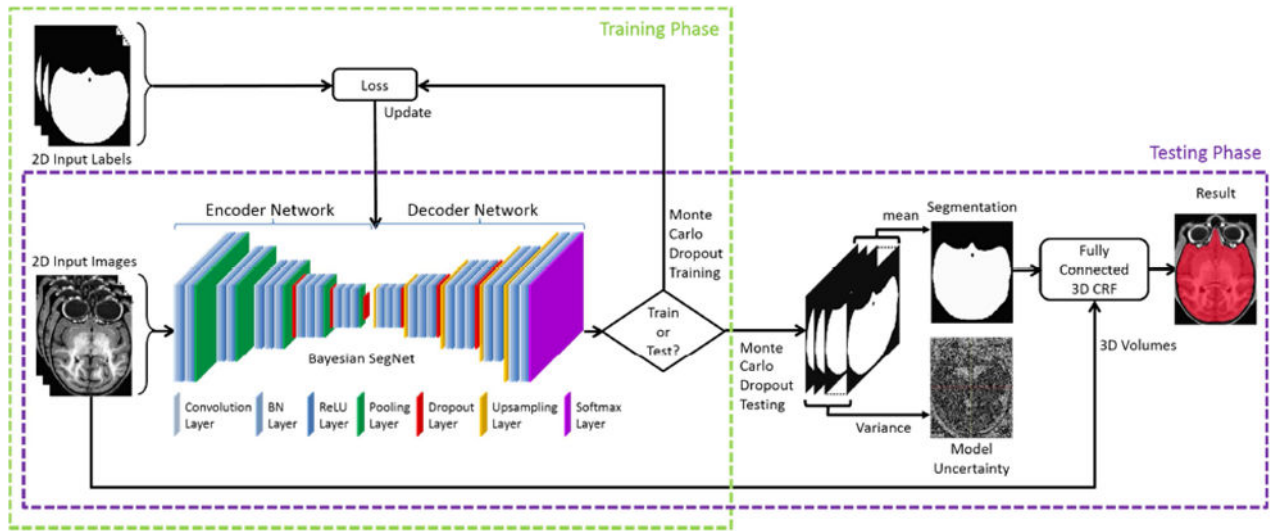 Training Phase
Loss
Update
2D Input Labels
Testing Phase
Encoder Network
Decoder Network
2D Input Images
Bayesian SegNet
Convolution
Layer
BN
Layer
ReLU
Layer
Pooling
Layer
Dropout
Layer
Upsampling
Layer
Softmax
Layer
Monte
Carlo
Dropout
Training
Train
or
Test?
Monte
Carlo
Dropout
Testing
mean
Segmentation
Variance
Model
Uncertainty
Fully
Connected
3D CRF
3D Volumes
Result